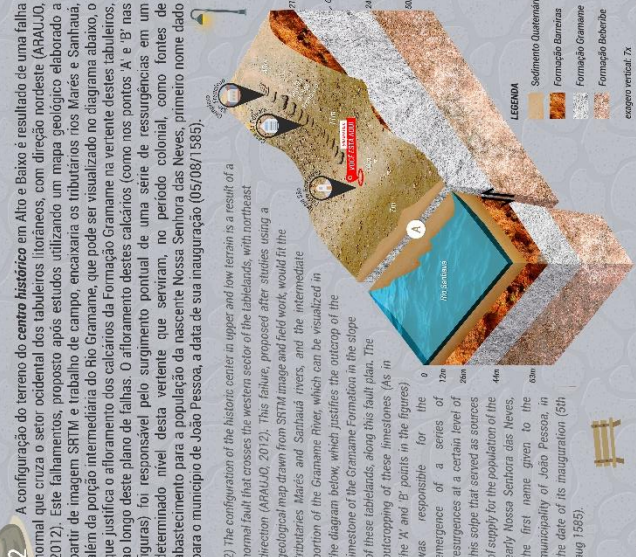 2
A configuração do terreno do centro histórico em Alto e Baixo é resultado de uma falha
normal que cruza o setor ocidental dos tabuleiros litorâneos, com direção nordeste (ARAUJO,
2012). Este falhamentos, proposto após estudos utilizando um mapa geológico elaborado a
partir de imagem SRTM e trabalho de campo, encaixaria os tributários rios Marés e Sanhauá,
além da porção intermediária do Rio Gramame, que pode ser visualizado no diagrama abaixo, o
que justifica o afloramento dos calcários da Formação Gramame na vertente destes tabuleiros,
ao longo deste plano de falhas. O afloramento destes calcários (como nos pontos 'A' e 'B' nas
figuras) foi responsável pelo surgimento pontual de uma série de ressurgências em um
determinado nível desta vertente que serviram, no período colonial, como fontes de
abastecimento para a população da nascente Nossa Senhora das Neves, primeiro nome dado
para o município de João Pessoa, a data de sua inauguração (05/08/1585).
2) The configuration of the historic center in upper and low terrain is a result of a
normal fault that crosses the western sector of the tablelands, with northeast
direction (ARAUJO, 2012). This failure, proposed after studies using a
geological map drawn from SRTM image and field work, would fit the
tributaries Marés and Sanhauá rivers, and the intermediate
portion of the Gramame River, which can be visualized in
the diagram below, which justifies the outcrop of the
limestone of the Gramame Formation in the slope
of these tablelands, along this fault plan. The
outcropping of these limestones (As in
the 'A' and 'B' points in the figures)
was responsible for the
emergence of a series of
resurgences at a certain level of
this solpe that served as sources
of supply for the population of the
early Nossa Senhora das Neves,
the first name given to the
municipality of João Pessoa, in
the date of its inauguration (5th
aug 1585).
VOCÊ ESTÁ AQUI
A
Rio Sanhauá
0
12m
26m
44m
63m
27
24
50
LEGENDA
Sedimento Quaternário
Formação Barreiras
Formação Gramame
Formação Beberibe
exagero vertical: 7x